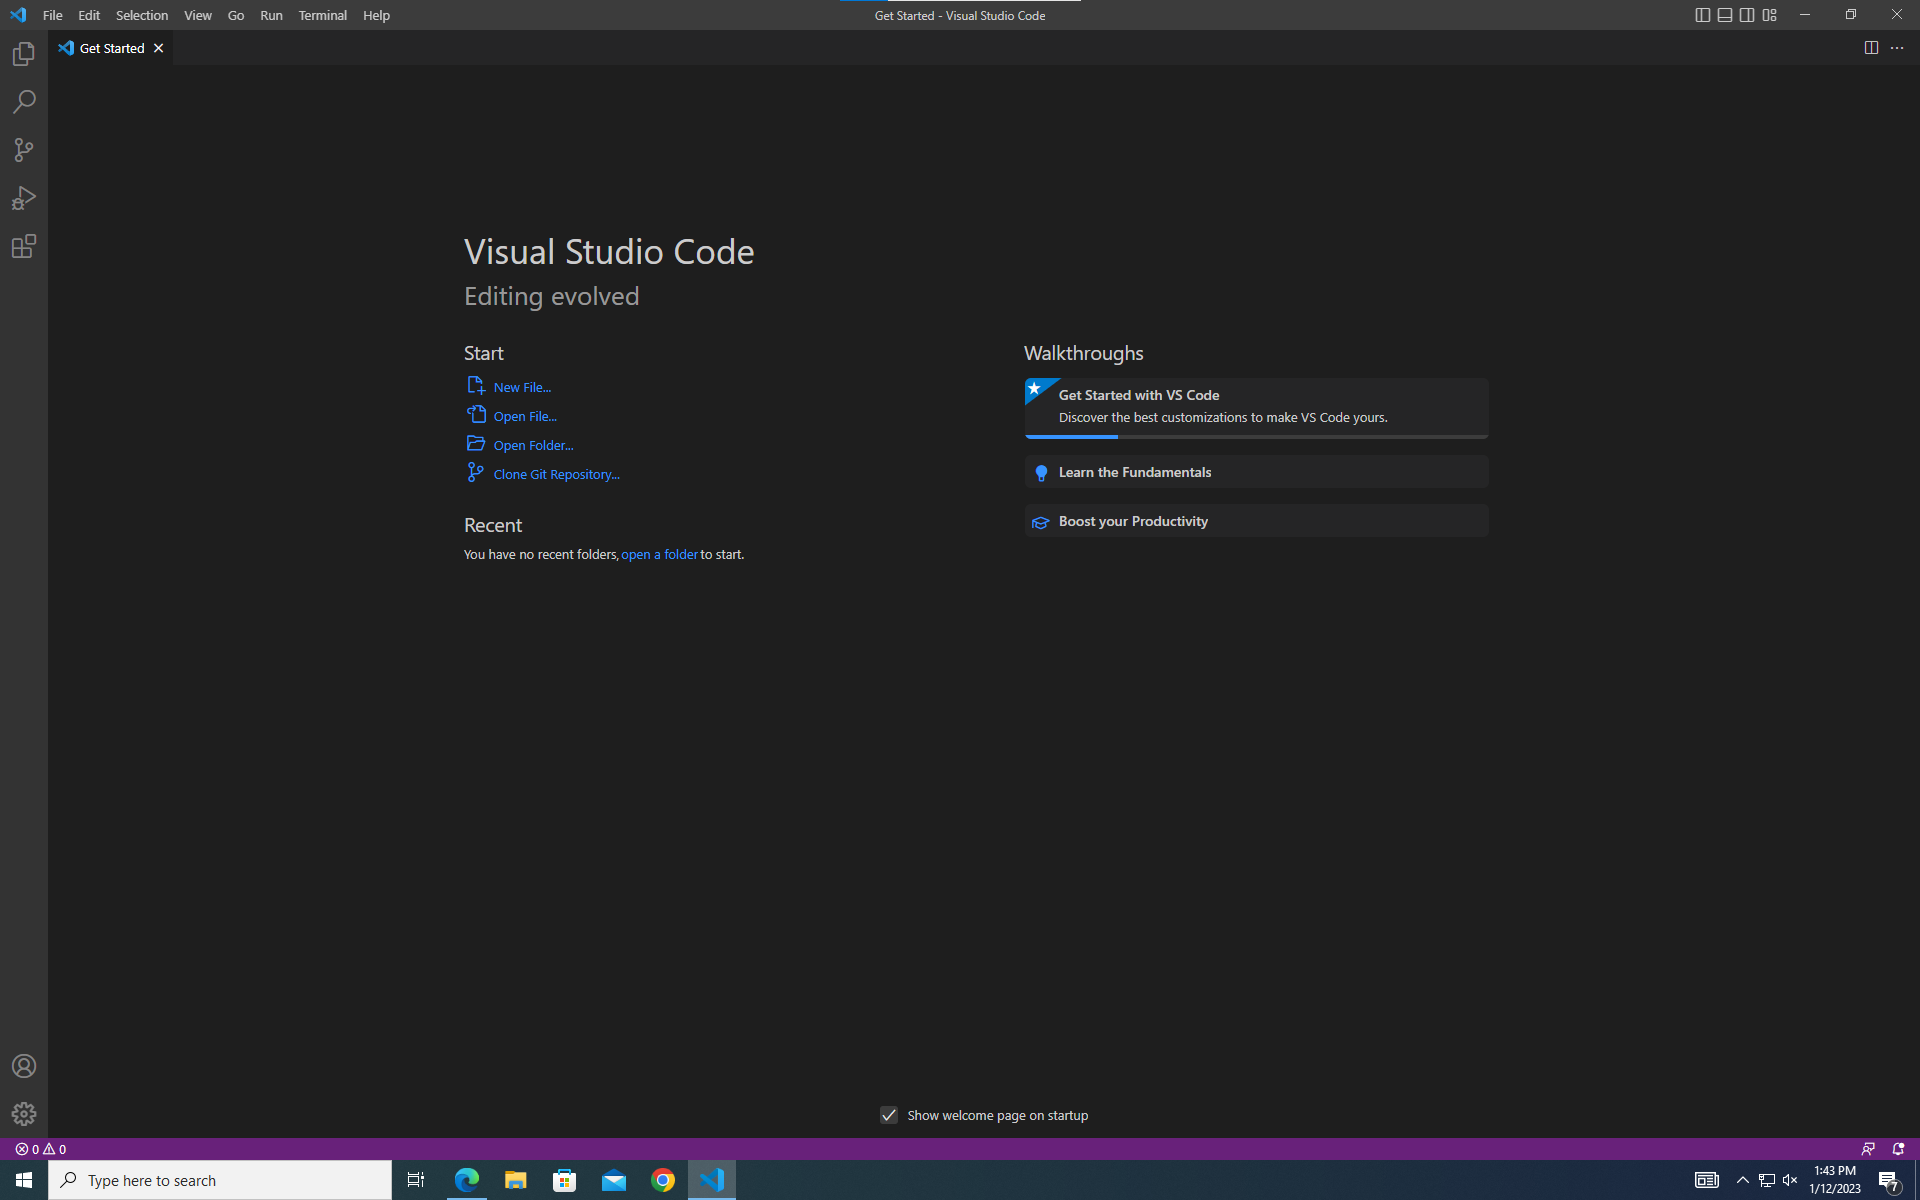 File Edit Selection View Go Run Terminal Help
Get Started - Visual Studio Code
Get Started
Visual Studio Code
Editing evolved
Start
New File...
Open File...
Open Folder...
Clone Git Repository...
Recent
You have no recent folders, open a folder to start.
Walkthroughs
Get Started with VS Code
Discover the best customizations to make VS Code yours.
Learn the Fundamentals
Boost your Productivity
Show welcome page on startup
0 0
Type here to search
1:43 PM
1/12/2023
7